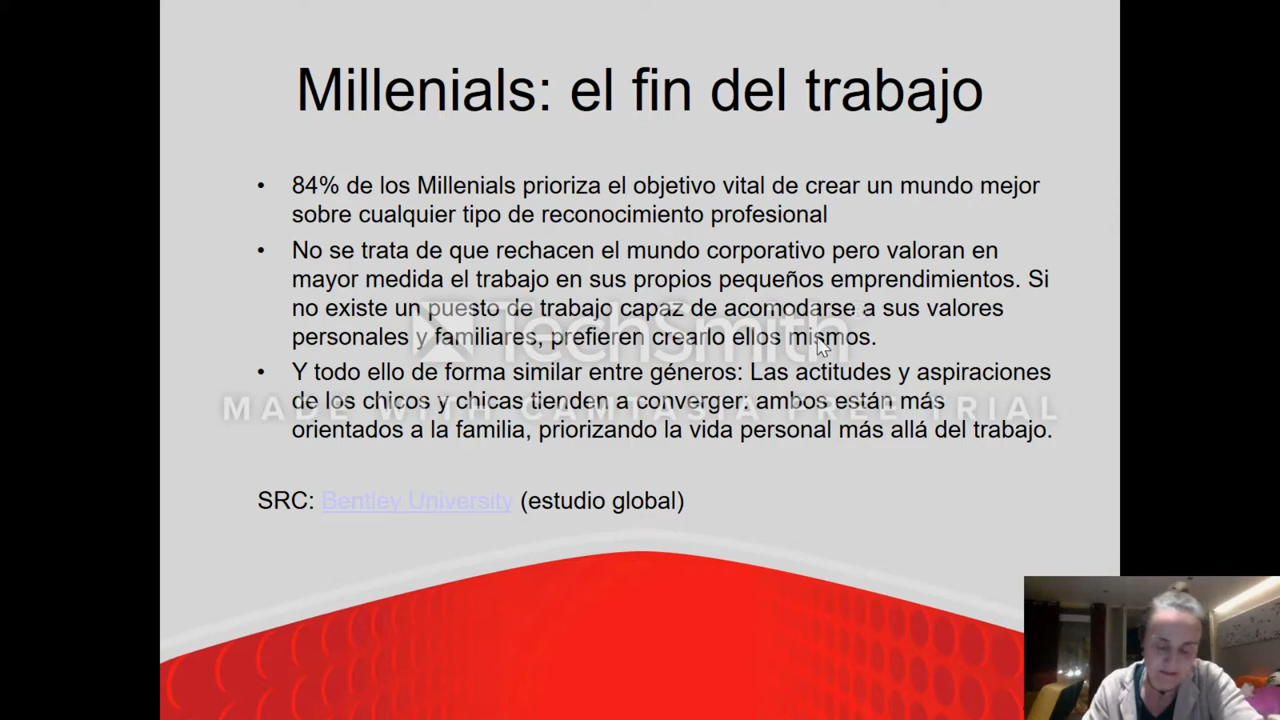 Millenials: el fin del trabajo
• 84% de los Millenials prioriza el objetivo vital de crear un mundo mejor
sobre cualquier tipo de reconocimiento profesional
• No se trata de que rechacen el mundo corporativo pero valoran en
mayor medida el trabajo en sus propios pequeños emprendimientos. Si
no existe un puesto de trabajo capaz de acomodarse a sus valores
personales y familiares, prefieren crearlo ellos mismos.
TechSmith®
• Y todo ello de forma similar entre géneros: Las actitudes y aspiraciones
de los chicos y chicas tienden a converger: ambos están más
MADE WITH CAMTASIA FREE TRIAL
orientados a la familia, priorizando la vida personal más allá del trabajo.
SRC: Bentley University (estudio global)